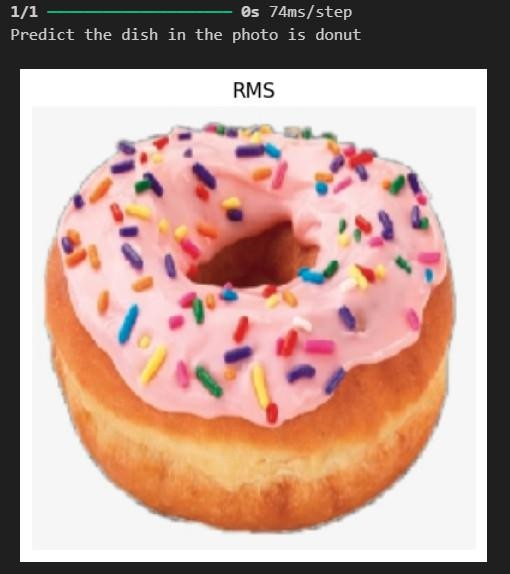 1/1 ━━━━━━━━━━━━━━━━━━━━ 0s 74ms/step
Predict the dish in the photo is donut
RMS